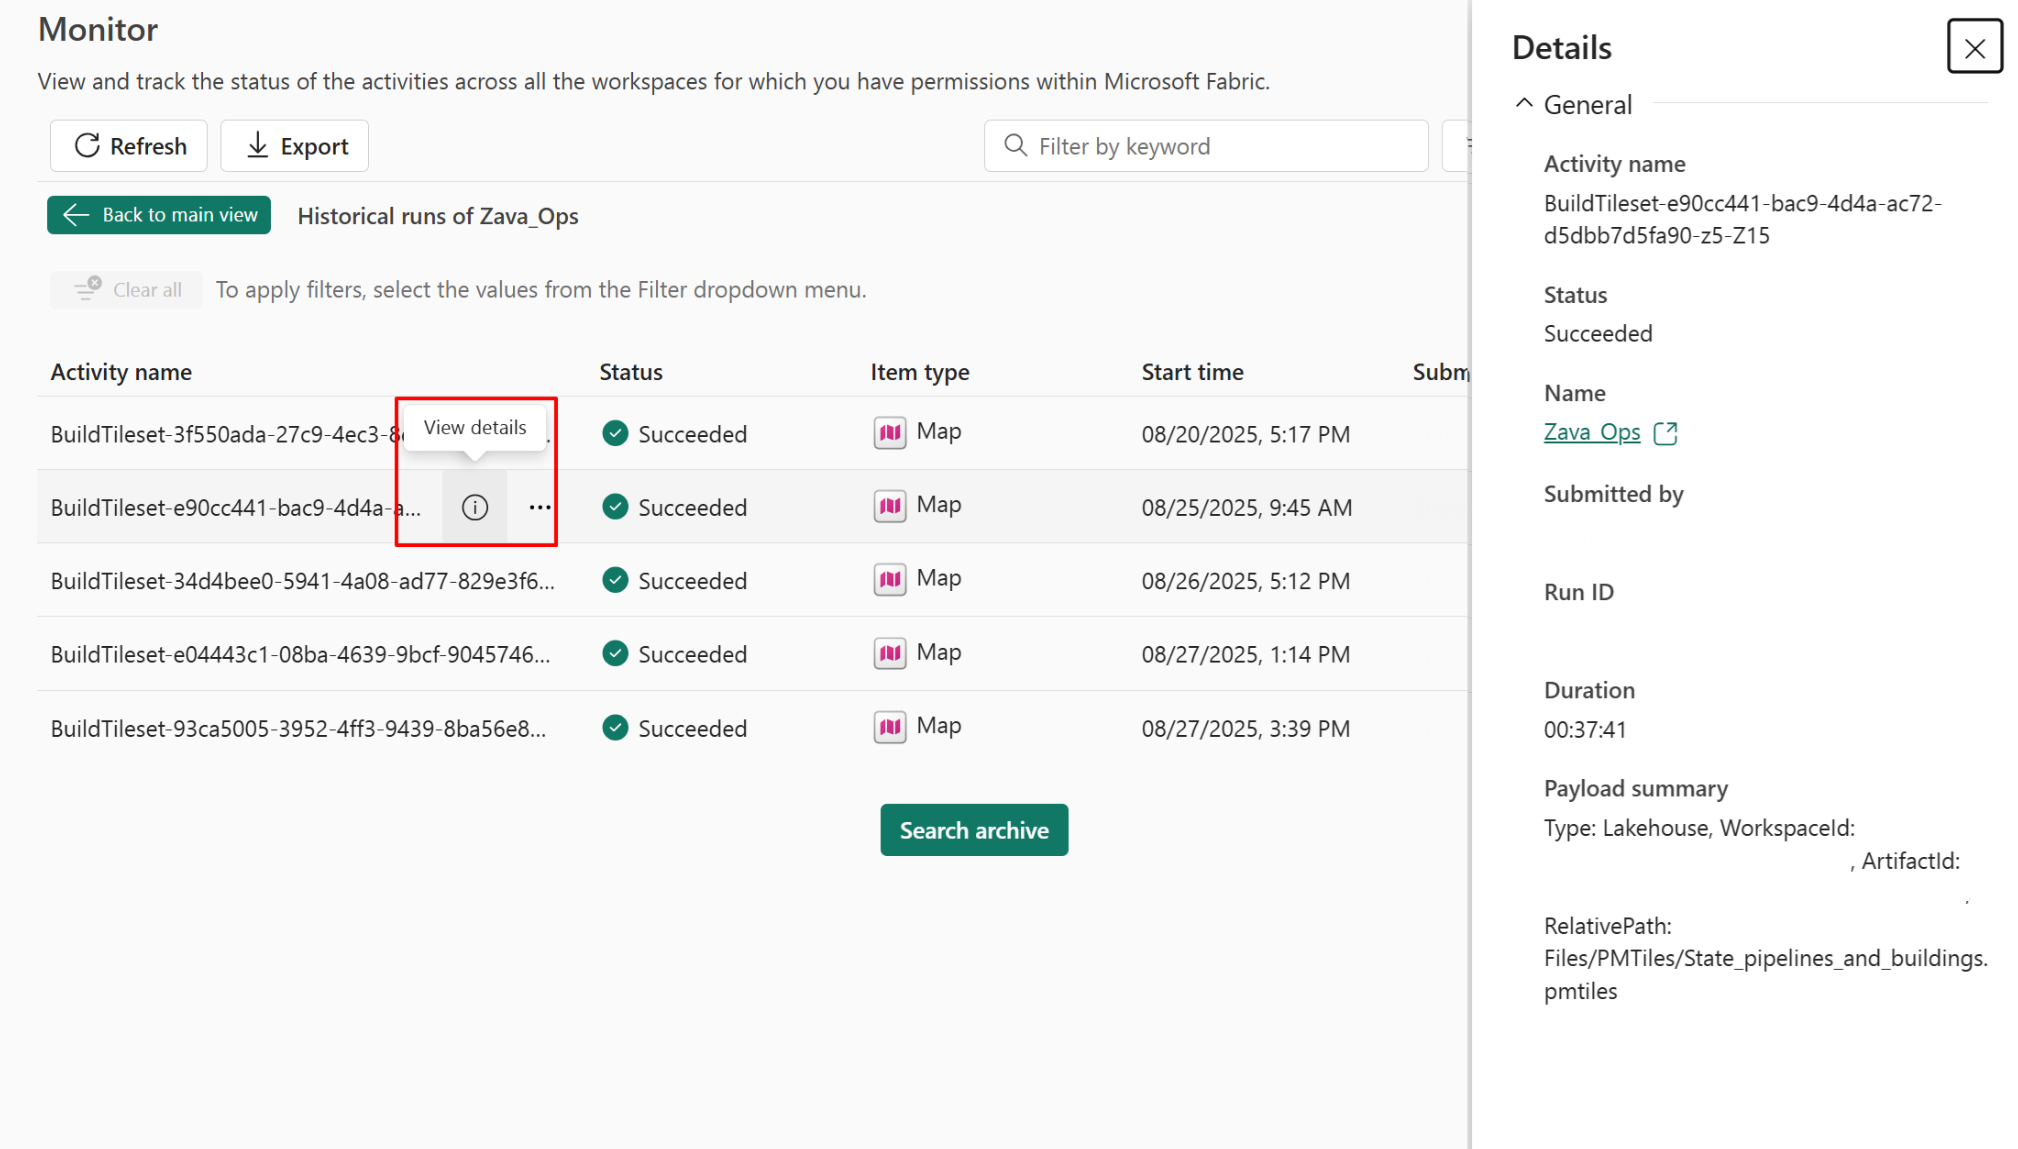 Monitor
View and track the status of the activities across all the workspaces for which you have permissions within Microsoft Fabric.
Refresh
Export
Filter by keyword
Back to main view
Historical runs of Zava_Ops
Clear all
To apply filters, select the values from the Filter dropdown menu.
Activity name Status Item type Start time Subm
View details
BuildTileset-3f550ada-27c9-4ec3- Succeeded Map 08/20/2025, 5:17 PM
BuildTileset-e90cc441-bac9-4d4a-a... Succeeded Map 08/25/2025, 9:45 AM
BuildTileset-34d4bee0-5941-4a08-ad77-829e3f6... Succeeded Map 08/26/2025, 5:12 PM
BuildTileset-e04443c1-08ba-4639-9bcf-9045746... Succeeded Map 08/27/2025, 1:14 PM
BuildTileset-93ca5005-3952-4ff3-9439-8ba56e8... Succeeded Map 08/27/2025, 3:39 PM
Search archive
Details
General
Activity name
BuildTileset-e90cc441-bac9-4d4a-ac72-
d5dbb7d5fa90-z5-Z15
Status
Succeeded
Name
Zava_Ops
Submitted by
Run ID
Duration
00:37:41
Payload summary
Type: Lakehouse, WorkspaceId:
, ArtifactId:
,
RelativePath:
Files/PMTiles/State_pipelines_and_buildings.
pmtiles